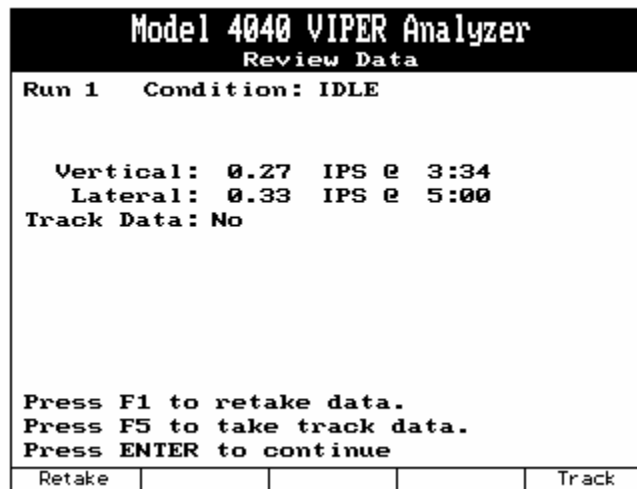 Model 4040 VIPER Analyzer
Review Data
Run 1 Condition: IDLE
Vertical: 0.27 IPS @ 3:34
Lateral: 0.33 IPS @ 5:00
Track Data: No
Press F1 to retake data.
Press F5 to take track data.
Press ENTER to continue
Retake Track